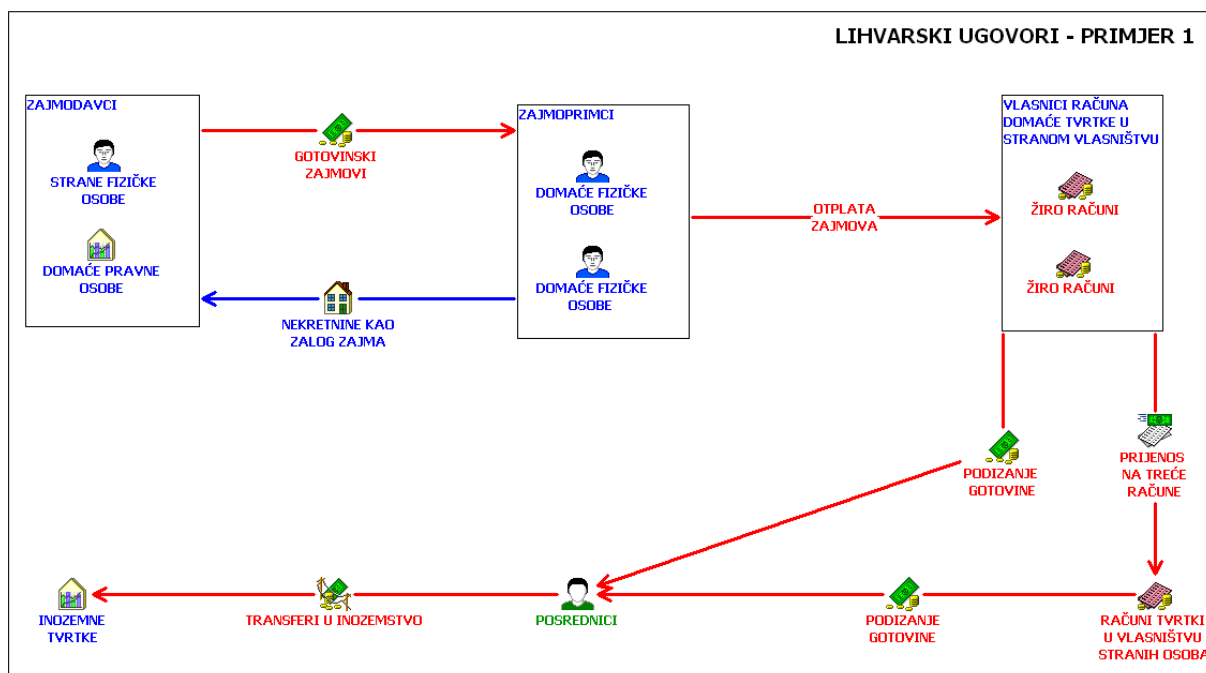 LIHVARSKI UGOVORI - PRIMJER 1
ZAJMODAVCI
STRANE FIZIČKE
OSOBE
DOMAĆE PRAVNE
OSOBE
GOTOVINSKI
ZAJMOVI
NEKRETNINE KAO
ZALOG ZAJMA
ZAJMOPRIMCI
DOMAĆE FIZIČKE
OSOBE
DOMAĆE FIZIČKE
OSOBE
OTPLATA
ZAJMOVA
VLASNICI RAČUNA
DOMAĆE TVRTKE U
STRANOM VLASNIŠTVU
ŽIRO RAČUNI
ŽIRO RAČUNI
PODIZANJE
GOTOVINE
PRIJENOS
NA TREĆE
RAČUNE
INOZEMNE
TVRTKE
TRANSFERI U INOZEMSTVO
POSREDNICI
PODIZANJE
GOTOVINE
RAČUNI TVRTKI
U VLASNIŠTVU
STRANIH OSOBA